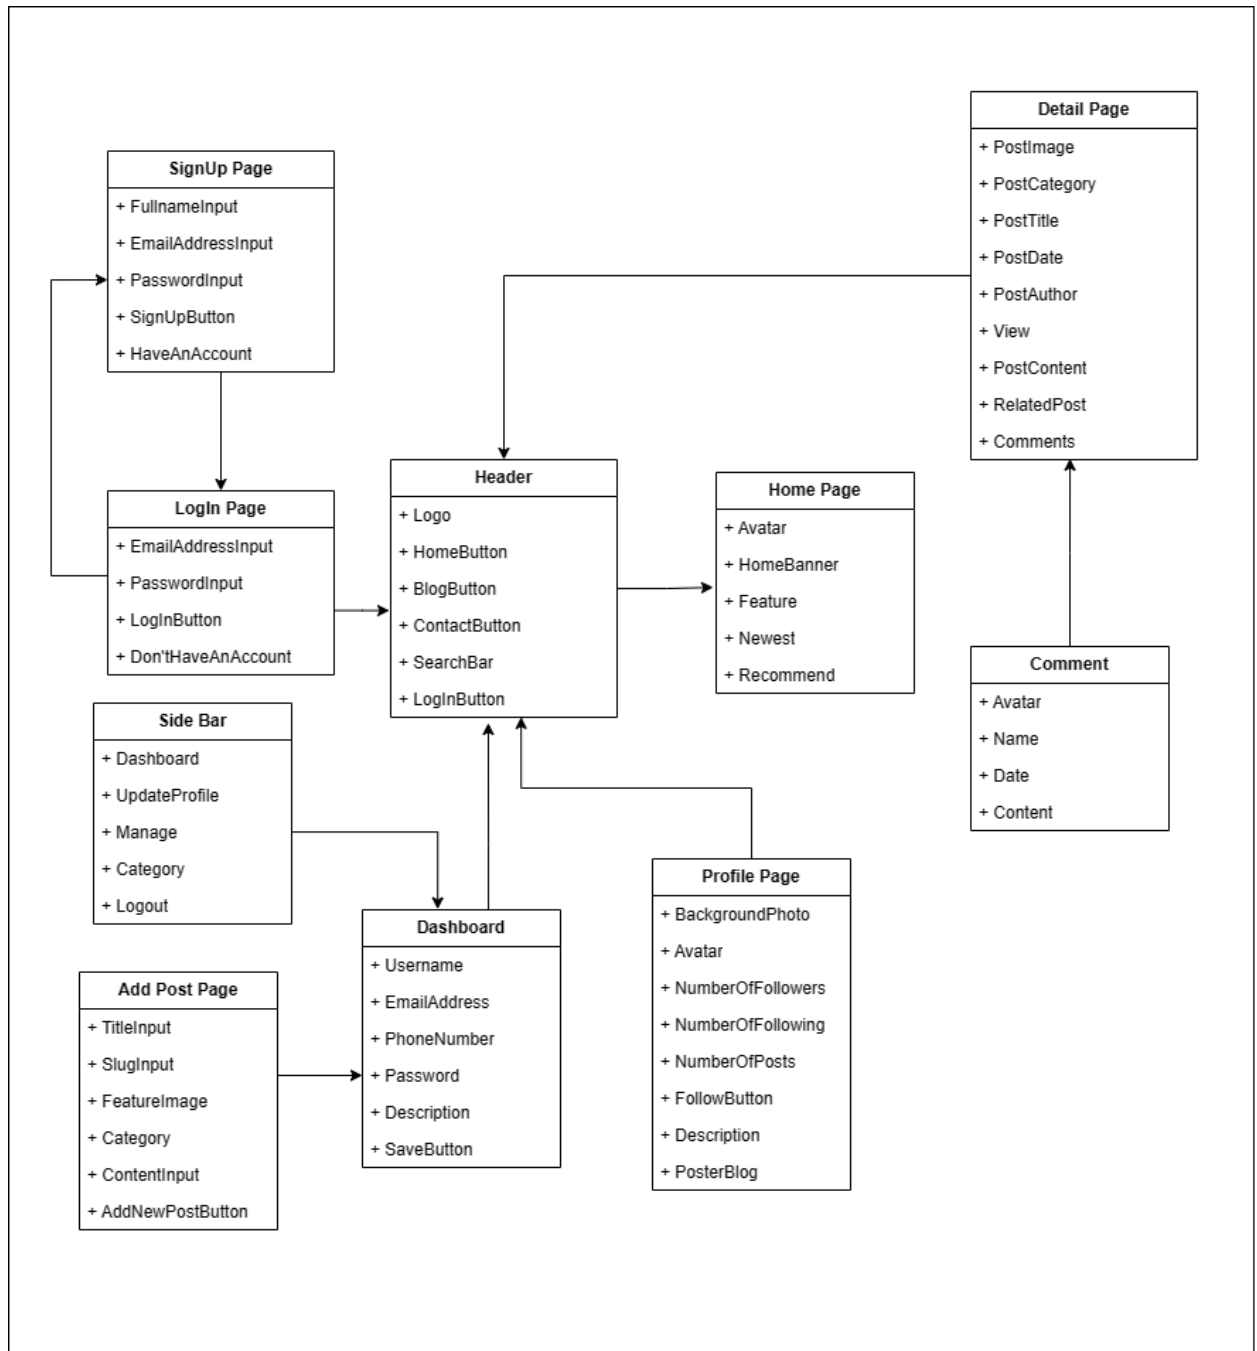 Detail Page
+ PostImage
+ PostCategory
+ PostTitle
+ PostDate
+ PostAuthor
+ View
+ PostContent
+ RelatedPost
+ Comments
SignUp Page
+ FullnameInput
+ EmailAddressInput
+ PasswordInput
+ SignUpButton
+ HaveAnAccount
LogIn Page
+ EmailAddressInput
+ PasswordInput
+ LogInButton
+ Don'tHaveAnAccount
Header
+ Logo
+ HomeButton
+ BlogButton
+ ContactButton
+ SearchBar
+ LogInButton
Home Page
+ Avatar
+ HomeBanner
+ Feature
+ Newest
+ Recommend
Comment
+ Avatar
+ Name
+ Date
+ Content
Side Bar
+ Dashboard
+ UpdateProfile
+ Manage
+ Category
+ Logout
Dashboard
+ Username
+ EmailAddress
+ PhoneNumber
+ Password
+ Description
+ SaveButton
Profile Page
+ BackgroundPhoto
+ Avatar
+ NumberOfFollowers
+ NumberOfFollowing
+ NumberOfPosts
+ FollowButton
+ Description
+ PosterBlog
Add Post Page
+ TitleInput
+ SlugInput
+ FeatureImage
+ Category
+ ContentInput
+ AddNewPostButton